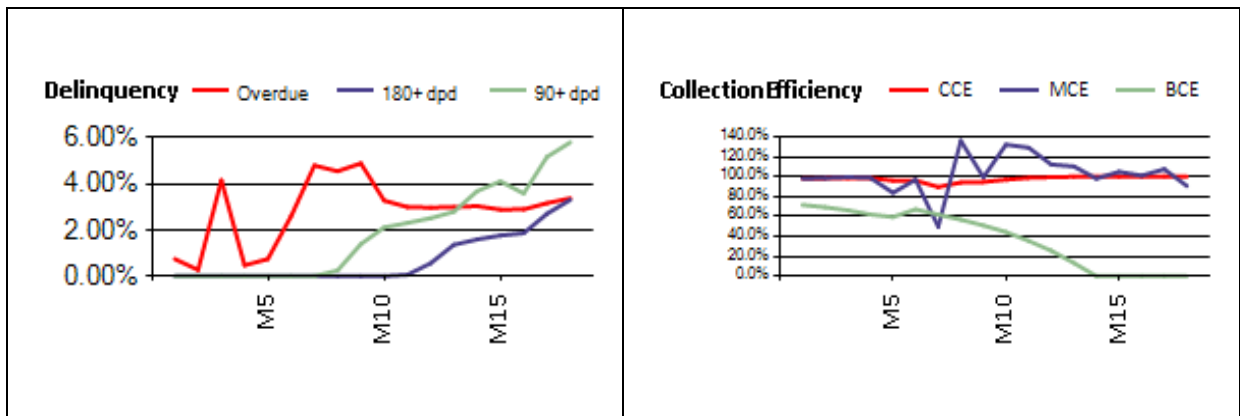 Delinquency Overdue 180+ dpd 90+ dpd
6.00%
4.00%
2.00%
0.00%
M5
M10
M15
CollectionEfficiency CCE MCE BCE
140.0%
120.0%
100.0%
80.0%
60.0%
40.0%
20.0%
0.0%
M5
M10
M15